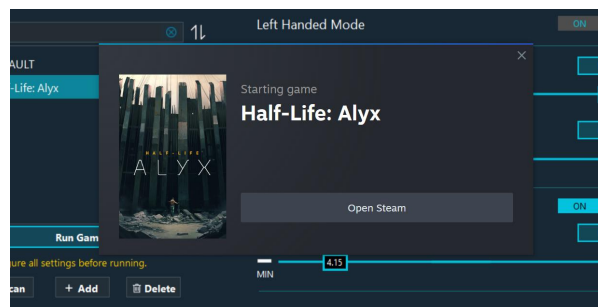 Left Handed Mode
ON
AULT
-Life: Alyx
Starting game
Half-Life: Alyx
HALF-LIFE
ALYX
Open Steam
ON
Run Gam
ure all settings before running.
4.15
MIN
can
+ Add
Delete